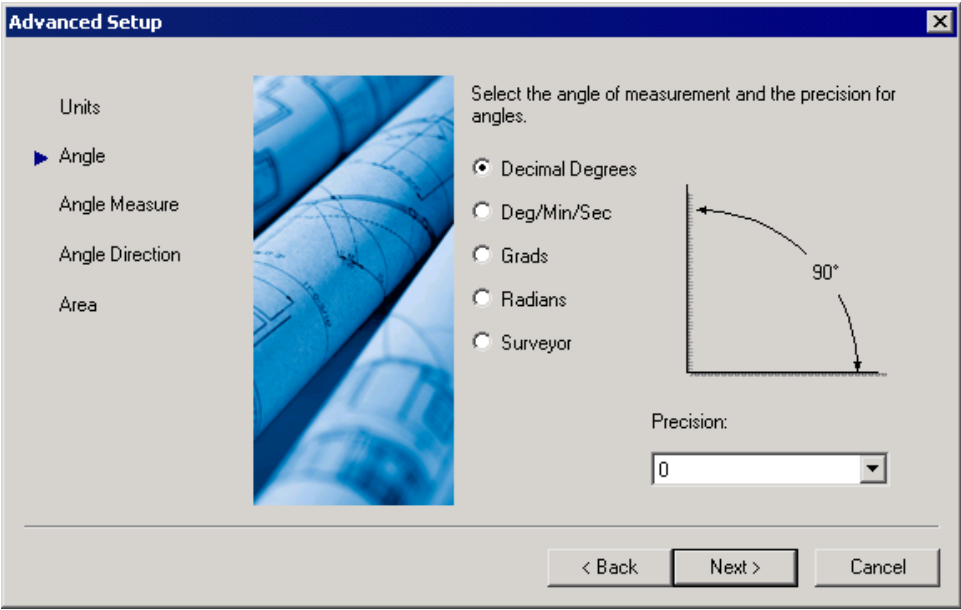 Advanced Setup
Units
Angle
Angle Measure
Angle Direction
Area
Select the angle of measurement and the precision for
angles.
Decimal Degrees
Deg/Min/Sec
Grads
Radians
Surveyor
90°
Precision:
0
< Back
Next >
Cancel